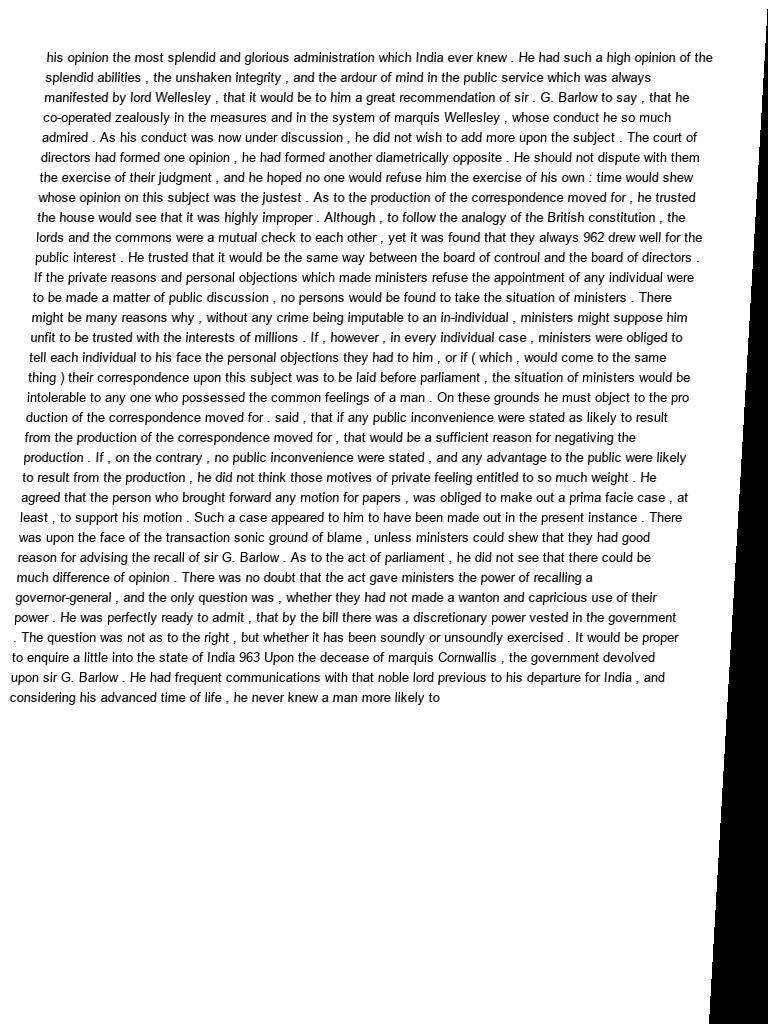 his opinion the most splendid and glorious administration which India ever knew . He had such a high opinion of the
splendid abilities , the unshaken integrity , and the ardour of mind in the public service which was always
manifested by lord Wellesley , that it would be to him a great recommendation of sir . G. Barlow to say , that he
co-operated zealously in the measures and in the system of marquis Wellesley , whose conduct he so much
admired . As his conduct was now under discussion , he did not wish to add more upon the subject . The court of
directors had formed one opinion , he had formed another diametrically opposite . He should not dispute with them
the exercise of their judgment , and he hoped no one would refuse him the exercise of his own : time would shew
whose opinion on this subject was the justest . As to the production of the correspondence moved for , he trusted
the house would see that it was highly improper . Although , to follow the analogy of the British constitution , the
lords and the commons were a mutual check to each other , yet it was found that they always 962 drew well for the
public interest . He trusted that it would be the same way between the board of controul and the board of directors .
If the private reasons and personal objections which made ministers refuse the appointment of any individual were
to be made a matter of public discussion , no persons would be found to take the situation of ministers . There
might be many reasons why , without any crime being imputable to an in-individual , ministers might suppose him
unfit to be trusted with the interests of millions . If , however , in every individual case , ministers were obliged to
tell each individual to his face the personal objections they had to him , or if ( which , would come to the same
thing ) their correspondence upon this subject was to be laid before parliament , the situation of ministers would be
intolerable to any one who possessed the common feelings of a man . On these grounds he must object to the pro
duction of the correspondence moved for . said , that if any public inconvenience were stated as likely to result
from the production of the correspondence moved for , that would be a sufficient reason for negativing the
production . If , on the contrary , no public inconvenience were stated , and any advantage to the public were likely
to result from the production , he did not think those motives of private feeling entitled to so much weight . He
agreed that the person who brought forward any motion for papers , was obliged to make out a prima facie case , at
least , to support his motion . Such a case appeared to him to have been made out in the present instance . There
was upon the face of the transaction sonic ground of blame , unless ministers could shew that they had good
reason for advising the recall of sir G. Barlow . As to the act of parliament , he did not see that there could be
much difference of opinion . There was no doubt that the act gave ministers the power of recalling a
governor-general , and the only question was , whether they had not made a wanton and capricious use of their
power . He was perfectly ready to admit , that by the bill there was a discretionary power vested in the government
. The question was not as to the right , but whether it has been soundly or unsoundly exercised . It would be proper
to enquire a little into the state of India 963 Upon the decease of marquis Cornwallis , the government devolved
upon sir G. Barlow . He had frequent communications with that noble lord previous to his departure for India , and
considering his advanced time of life , he never knew a man more likely to